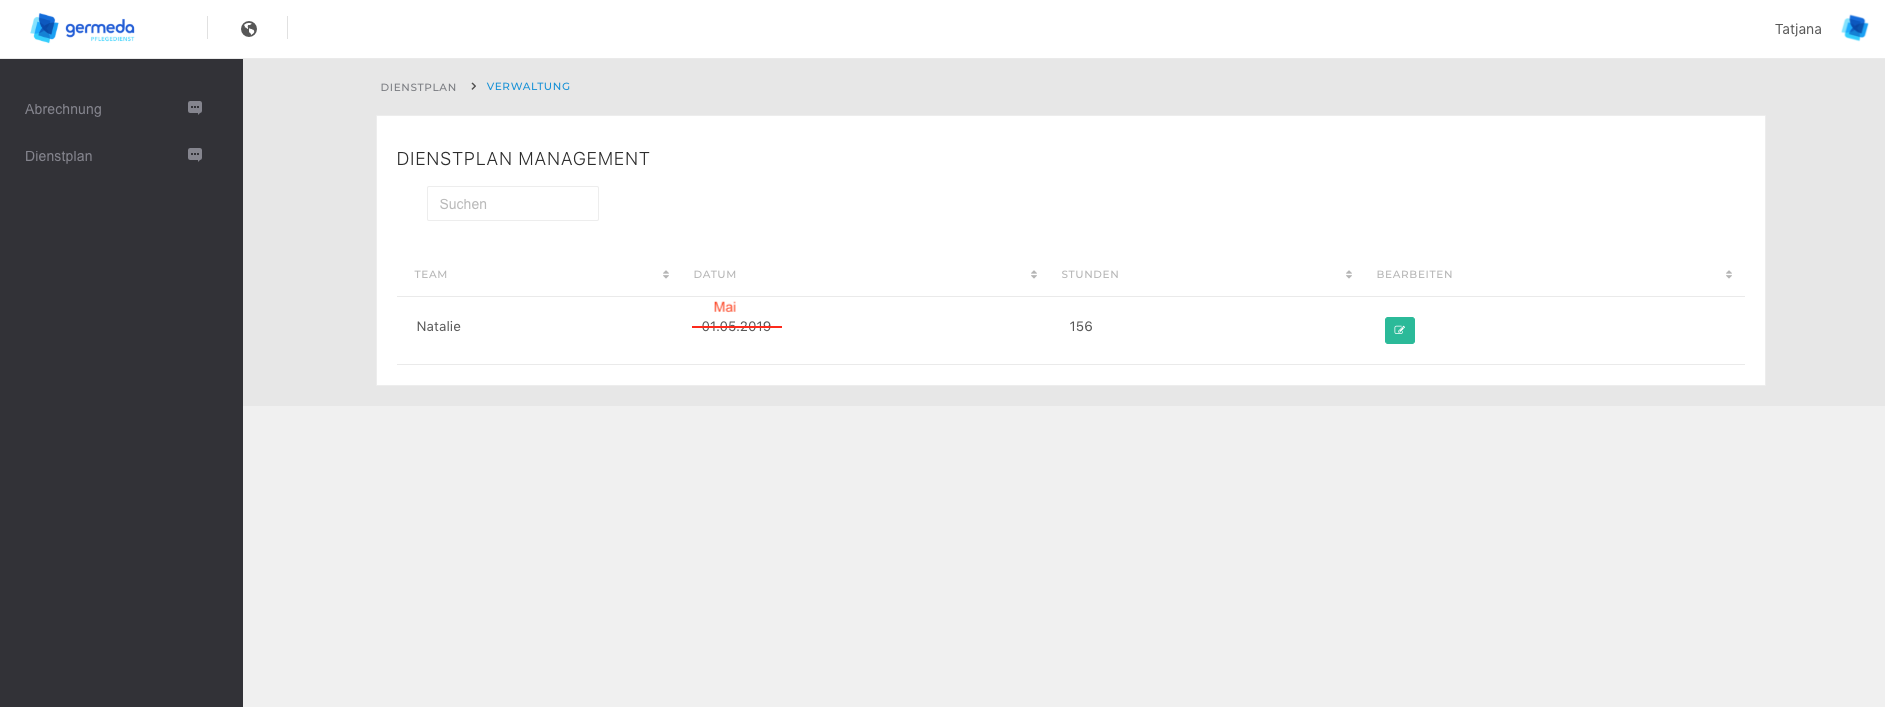 germeda
PFLEGEDIENST
Tatjana
Abrechnung
Dienstplan
DIENSTPLAN > VERWALTUNG
DIENSTPLAN MANAGEMENT
Suchen
TEAM DATUM STUNDEN BEARBEITEN
Mai
Natalie 01.05.2019 156